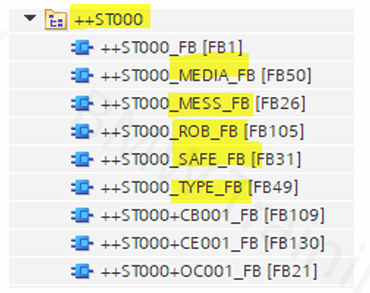 ++ST000
++ST000_FB [FB1]
++ST000_MEDIA_FB [FB50]
++ST000_MESS_FB [FB26]
++ST000_ROB_FB [FB105]
++ST000_SAFE_FB [FB31]
++ST000_TYPE_FB [FB49]
++ST000+CB001_FB [FB109]
++ST000+CE001_FB [FB130]
++ST000+OC001_FB [FB21]